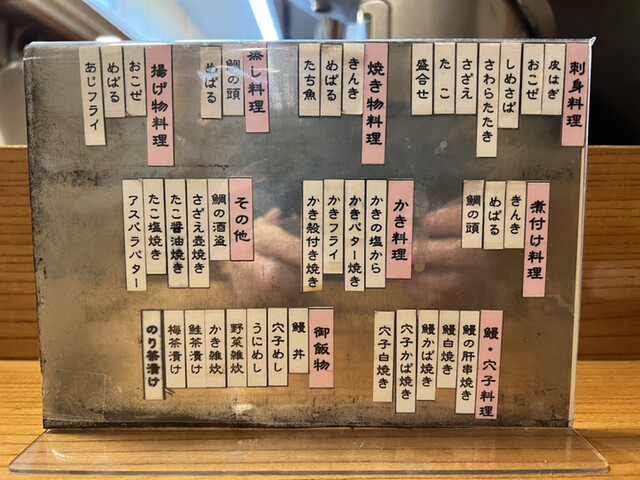 刺身料理
皮はぎ
おこぜ
しめさば
さわらたたき
さざえ
たこ
盛合せ
焼き物料理
きんき
めばる
たち魚
蒸し料理
鯛の頭
めばる
揚げ物料理
おこぜ
めばる
あじフライ
煮付け料理
きんき
めばる
鯛の頭
かき料理
かきの塩から
かきバター焼き
かきフライ
かき殻付き焼き
その他
鯛の酒盗
さざえ壺焼き
たこ醤油焼き
たこ塩焼き
アスパラバター
鰻・穴子料理
鰻の肝串焼き
鰻白焼き
鰻かば焼き
穴子かば焼き
穴子白焼き
御飯物
鰻丼
穴子めし
うにめし
野菜雑炊
かき雑炊
鮭茶漬け
梅茶漬け
のり茶漬け